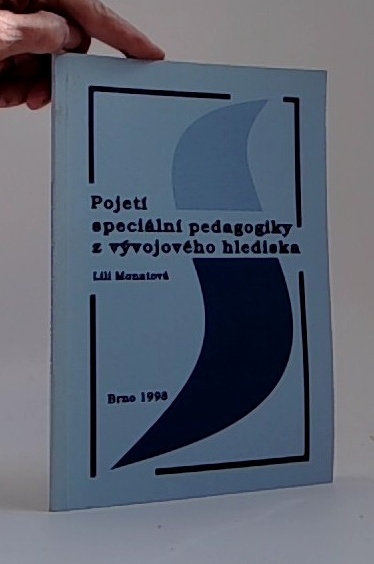 Pojetí
speciální pedagogiky
z vývojového hlediska
Lili Monatová
Brno 1998